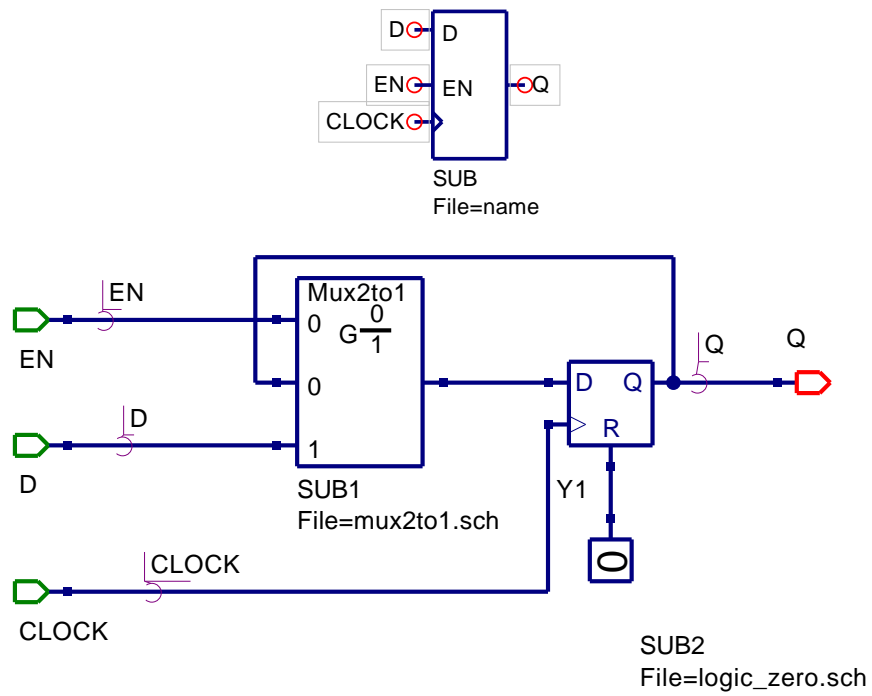 D
D
EN
EN
Q
CLOCK
SUB
File=name
EN
EN
Mux2to1
0
G 0
1
0
1
D
D
SUB1
File=mux2to1.sch
D
Q
R
Y1
Q
Q
0
CLOCK
CLOCK
SUB2
File=logic_zero.sch